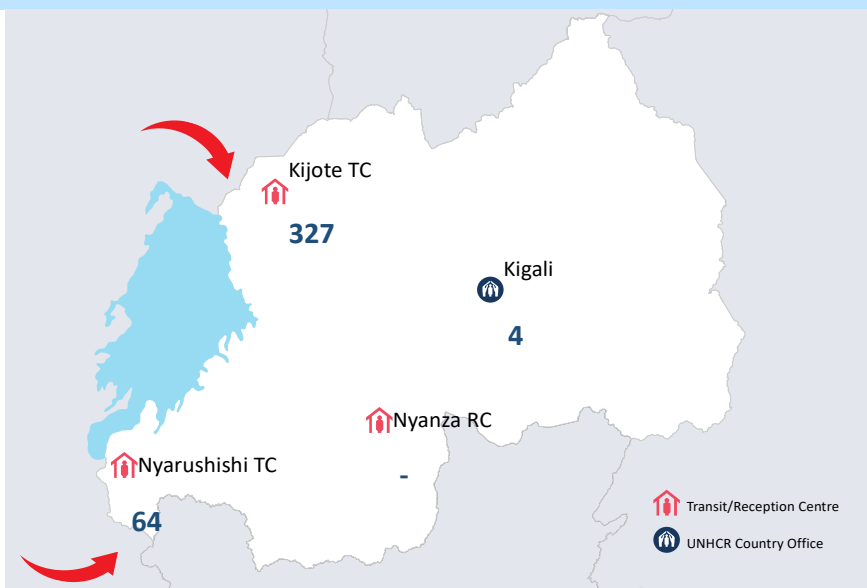 Kijote TC
327
Kigali
4
Nyanza RC
-
Nyarushishi TC
64
Transit/Reception Centre
UNHCR Country Office